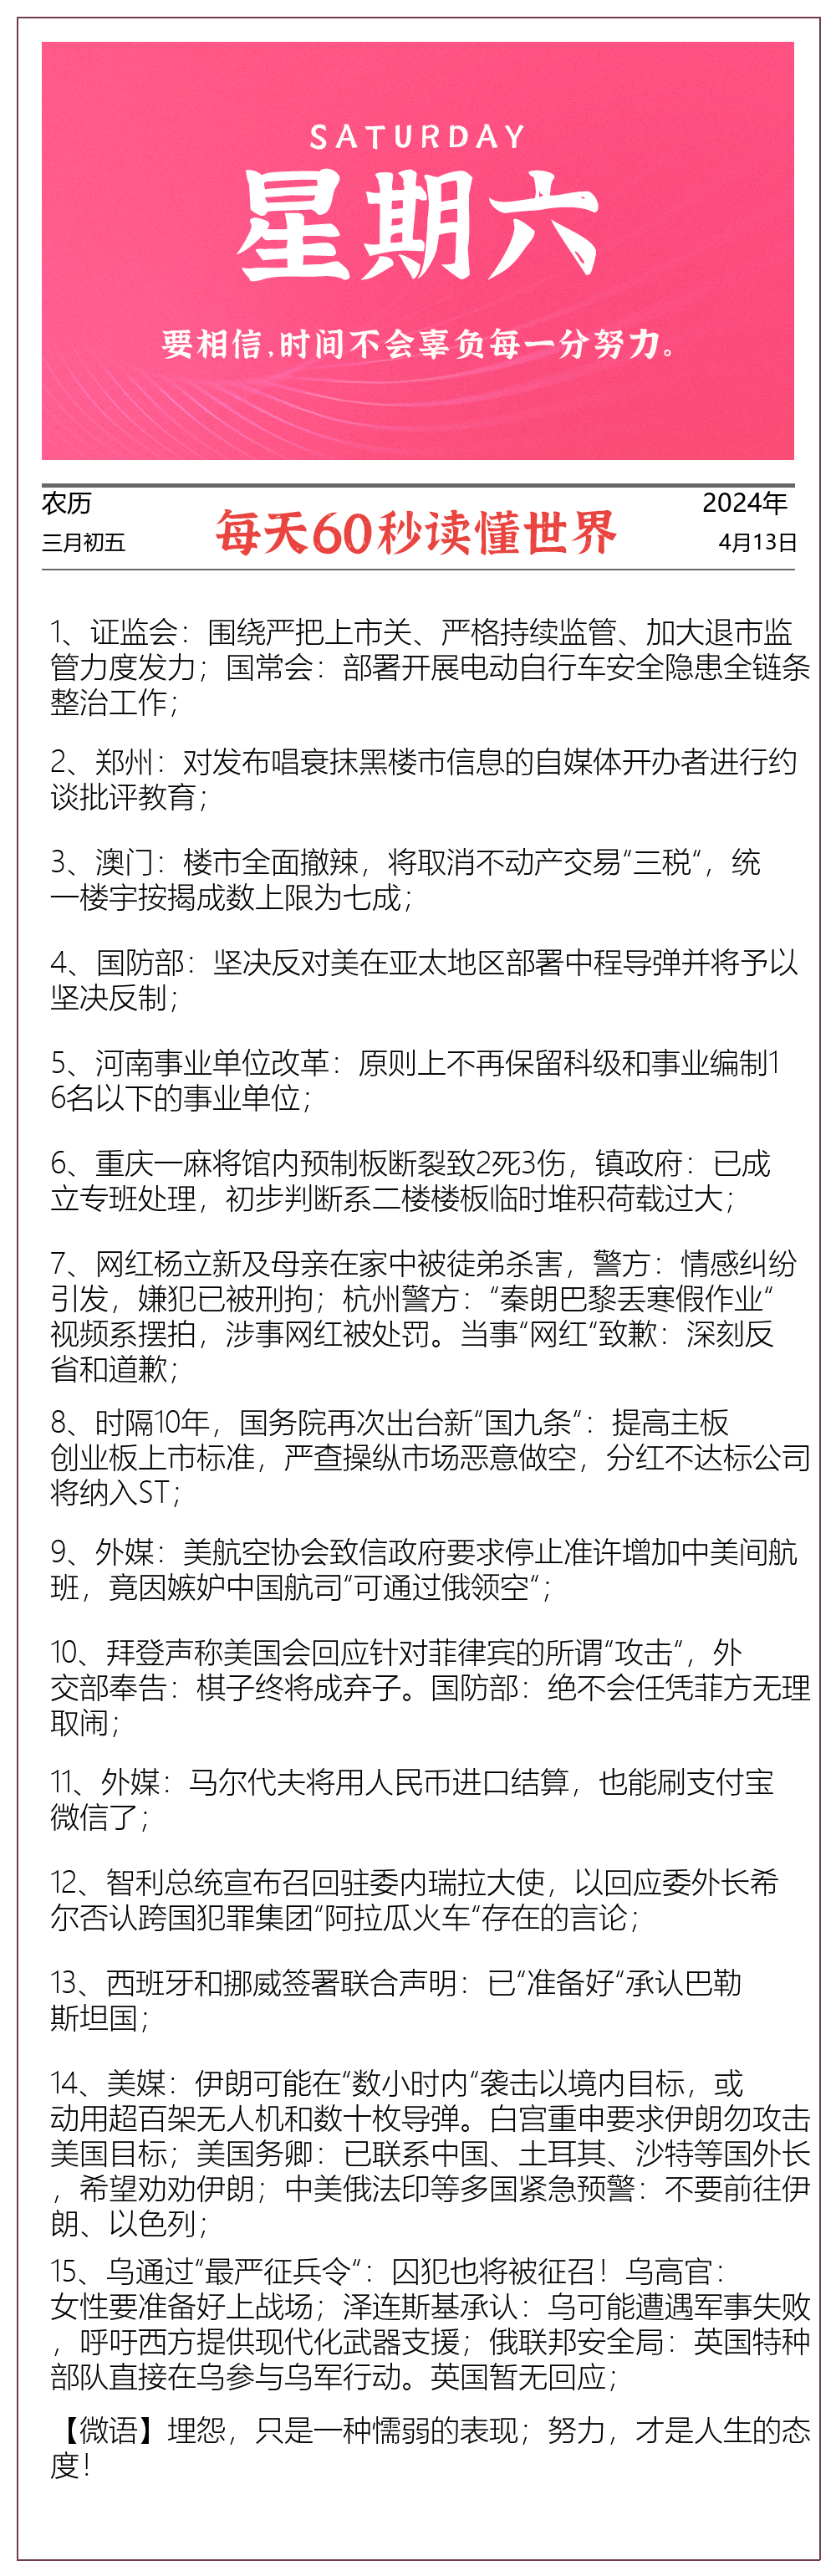 SATURDAY
星期六
要相信,时间不会辜负每一分努力。
农历
2024年
每天60秒读懂世界
三月初五
4月13日
1、证监会：围绕严把上市关、严格持续监管、加大退市监
管力度发力；国常会：部署开展电动自行车安全隐患全链条
整治工作；
2、郑州：对发布唱衰抹黑楼市信息的自媒体开办者进行约
谈批评教育；
3、澳门：楼市全面撤辣，将取消不动产交易“三税“，统
一楼宇按揭成数上限为七成；
4、国防部：坚决反对美在亚太地区部署中程导弹并将予以
坚决反制；
5、河南事业单位改革：原则上不再保留科级和事业编制1
6名以下的事业单位；
6、重庆一麻将馆内预制板断裂致2死3伤，镇政府：已成
立专班处理，初步判断系二楼楼板临时堆积荷载过大；
7、网红杨立新及母亲在家中被徒弟杀害，警方：情感纠纷
引发，嫌犯已被刑拘；杭州警方：“秦朗巴黎丢寒假作业“
视频系摆拍，涉事网红被处罚。当事“网红“致歉：深刻反
省和道歉；
8、时隔10年，国务院再次出台新“国九条“：提高主板
创业板上市标准，严查操纵市场恶意做空，分红不达标公司
将纳入ST；
9、外媒：美航空协会致信政府要求停止准许增加中美间航
班，竟因嫉妒中国航司“可通过俄领空“；
10、拜登声称美国会回应针对菲律宾的所谓“攻击“，外
交部奉告：棋子终将成弃子。国防部：绝不会任凭菲方无理
取闹；
11、外媒：马尔代夫将用人民币进口结算，也能刷支付宝
微信了；
12、智利总统宣布召回驻委内瑞拉大使，以回应委外长希
尔否认跨国犯罪集团“阿拉瓜火车“存在的言论；
13、西班牙和挪威签署联合声明：已“准备好“承认巴勒
斯坦国；
14、美媒：伊朗可能在“数小时内“袭击以境内目标，或
动用超百架无人机和数十枚导弹。白宫重申要求伊朗勿攻击
美国目标；美国务卿：已联系中国、土耳其、沙特等国外长
，希望劝劝伊朗；中美俄法印等多国紧急预警：不要前往伊
朗、以色列；
15、乌通过“最严征兵令“：囚犯也将被征召！乌高官：
女性要准备好上战场；泽连斯基承认：乌可能遭遇军事失败
，呼吁西方提供现代化武器支援；俄联邦安全局：英国特种
部队直接在乌参与乌军行动。英国暂无回应；
【微语】埋怨，只是一种懦弱的表现；努力，才是人生的态
度！